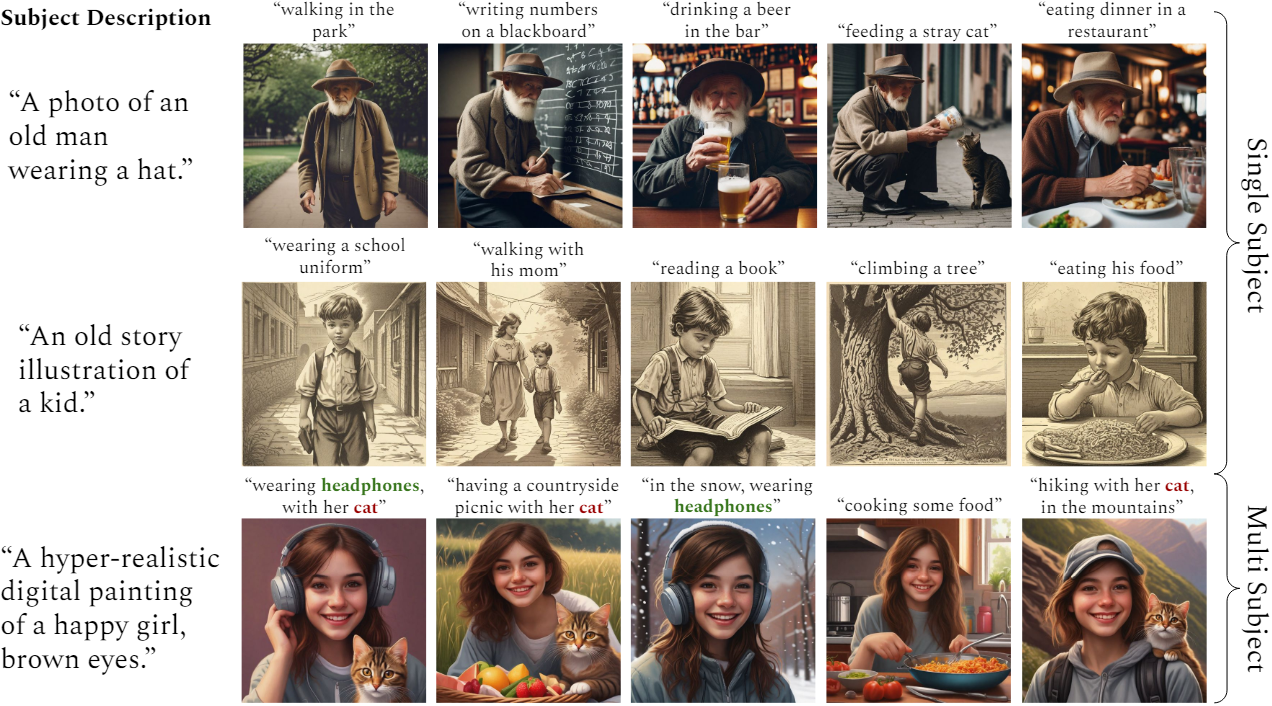 Subject Description
“walking in the
park”
“writing numbers
on a blackboard”
“drinking a beer
in the bar”
“feeding a stray cat”
“eating dinner in a
restaurant”
“A photo of an
old man
wearing a hat.”
Single Subject
“wearing a school
uniform”
“walking with
his mom”
“reading a book”
“climbing a tree”
“eating his food”
“An old story
illustration of
a kid.”
“wearing headphones,
with her cat”
“having a countryside
picnic with her cat”
“in the snow, wearing
headphones”
“cooking some food”
“hiking with her cat,
in the mountains”
“A hyper-realistic
digital painting
of a happy girl,
brown eyes.”
Multi Subject